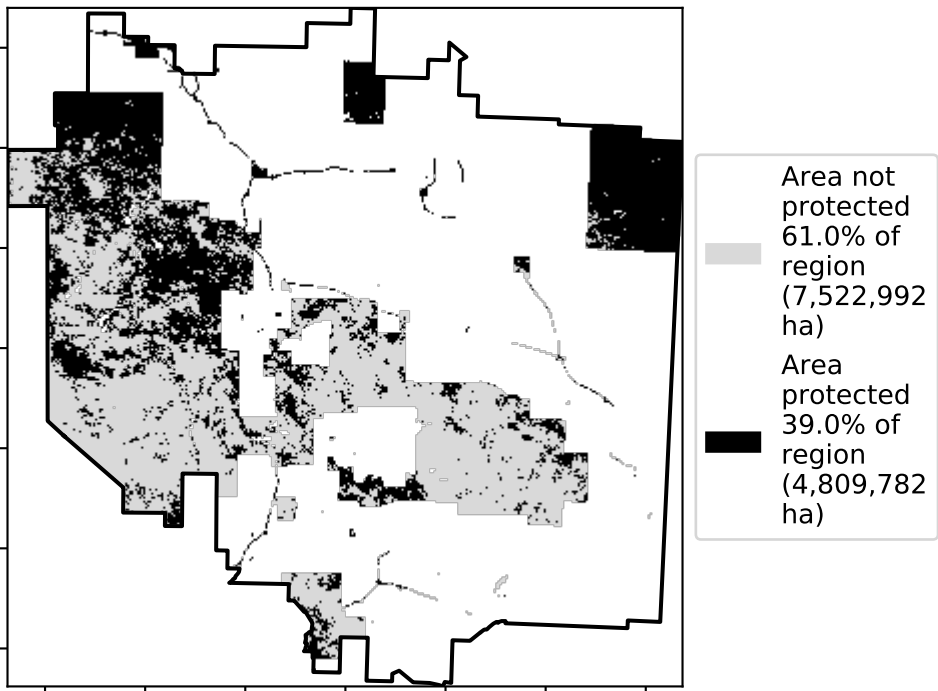 Area not
protected
61.0% of
region
(7,522,992
ha)
Area
protected
39.0% of
region
(4,809,782
ha)